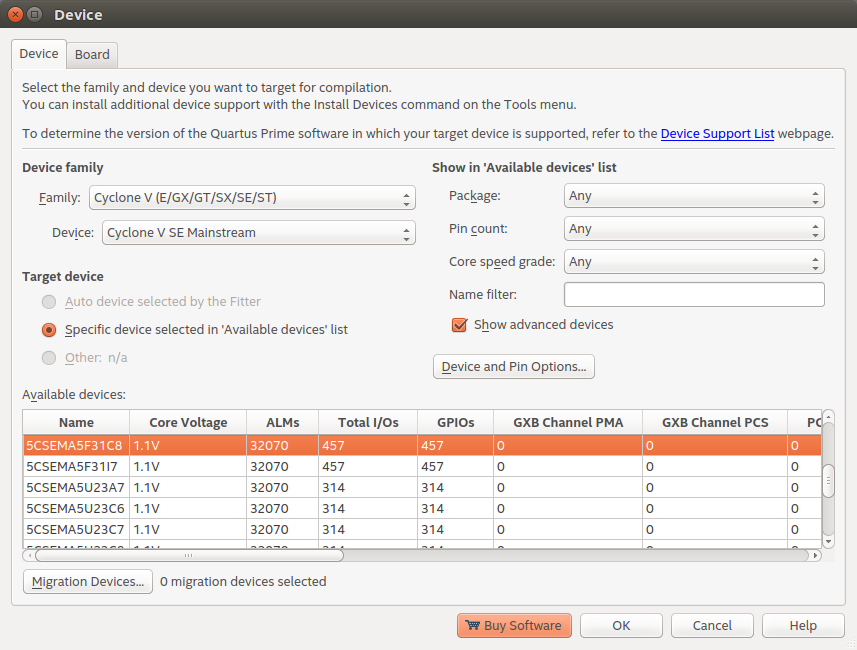 Device
Device Board
Select the family and device you want to target for compilation.
You can install additional device support with the Install Devices command on the Tools menu.
To determine the version of the Quartus Prime software in which your target device is supported, refer to the Device Support List webpage.
Device family
Family: Cyclone V (E/GX/GT/SX/SE/ST)
Device: Cyclone V SE Mainstream
Target device
Auto device selected by the Fitter
Specific device selected in 'Available devices' list
Other: n/a
Show in 'Available devices' list
Package: Any
Pin count: Any
Core speed grade: Any
Name filter:
Show advanced devices
Device and Pin Options...
Available devices:
Name Core Voltage ALMs Total I/Os GPIOs GXB Channel PMA GXB Channel PCS PC
5CSEMA5F31C8 1.1V 32070 457 457 0 0 0
5CSEMA5F31I7 1.1V 32070 457 457 0 0 0
5CSEMA5U23A7 1.1V 32070 314 314 0 0 0
5CSEMA5U23C6 1.1V 32070 314 314 0 0 0
5CSEMA5U23C7 1.1V 32070 314 314 0 0 0
Migration Devices... 0 migration devices selected
Buy Software OK Cancel Help